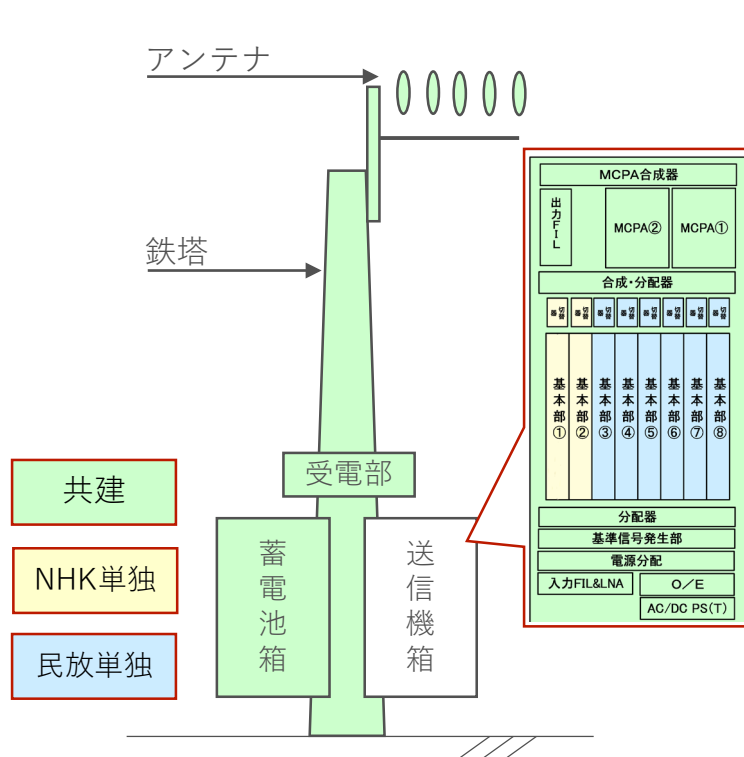 アンテナ
鉄塔
受電部
蓄電池箱
送信機箱
共建
NHK単独
民放単独
MCPA合成器
出力FIL
MCPA②
MCPA①
合成・分配器
基本部①
基本部②
基本部③
基本部④
基本部⑤
基本部⑥
基本部⑦
基本部⑧
分配器
基準信号発生部
電源分配
入力FIL&LNA
O/E
AC/DC PS(T)